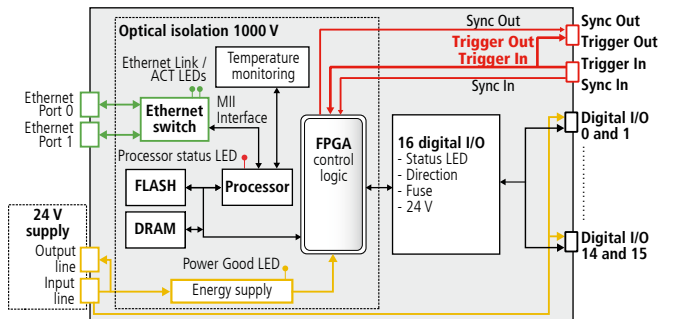 Optical isolation 1000 V
Sync Out
Sync Out
Trigger Out
Trigger Out
Trigger In
Trigger In
Sync In
Sync In
Ethernet Link /
ACT LEDs
Temperature
monitoring
Ethernet
Port 0
Ethernet
Port 1
Ethernet
switch
MII
Interface
Processor status LED
FLASH
Processor
DRAM
FPGA
control
logic
16 digital I/O
- Status LED
- Direction
- Fuse
- 24 V
Digital I/O
0 and 1
Digital I/O
14 and 15
24 V
supply
Output
line
Input
line
Power Good LED
Energy supply